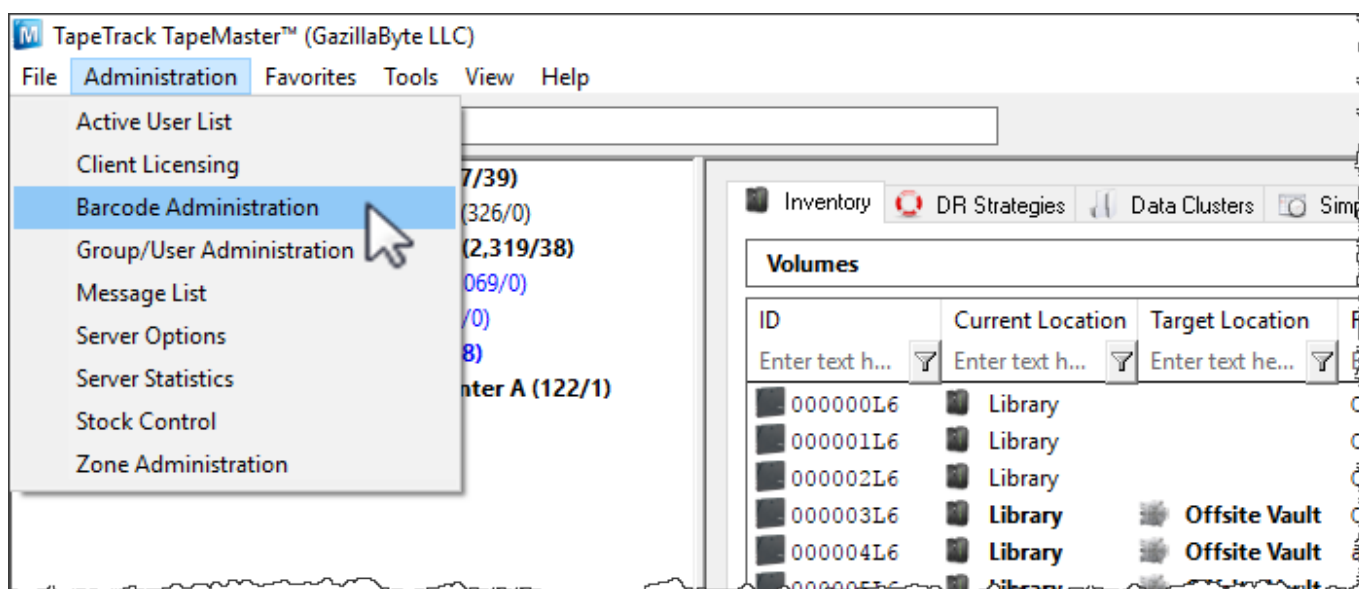 TapeTrack TapeMaster™ (GazillaByte LLC)
File Administration Favorites Tools View Help
Active User List
Client Licensing
Barcode Administration
Group/User Administration
Message List
Server Options
Server Statistics
Stock Control
Zone Administration
7/39)
(326/0)
(2,319/38)
069/0)
/0)
8)
nter A (122/1)
Inventory DR Strategies Data Clusters Simp
Volumes
ID Current Location Target Location
Enter text h... Enter text h... Enter text he...
000000L6 Library
000001L6 Library
000002L6 Library
000003L6 Library Offsite Vault
000004L6 Library Offsite Vault